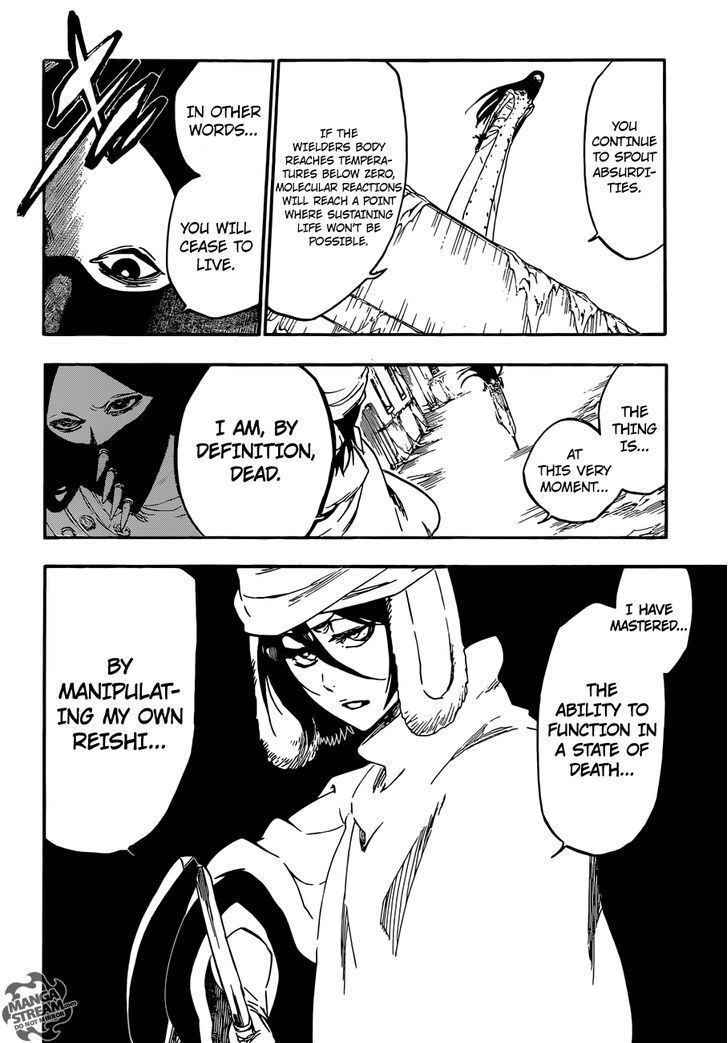 YOU
CONTINUE
TO SPOUT
ABSURDI-
TIES.
IF THE
WIELDERS BODY
REACHES TEMPERA-
TURES BELOW ZERO,
MOLECULAR REACTIONS
WILL REACH A POINT
WHERE SUSTAINING
LIFE WON'T BE
POSSIBLE.
IN OTHER
WORDS...
YOU WILL
CEASE TO
LIVE.
THE
THING
IS...
AT
THIS VERY
MOMENT...
I AM, BY
DEFINITION,
DEAD.
I HAVE
MASTERED...
THE
ABILITY TO
FUNCTION IN
A STATE OF
DEATH...
BY
MANIPULAT-
ING MY OWN
REISHI...
MANGA
STREAM.com
DO NOT MIRROR